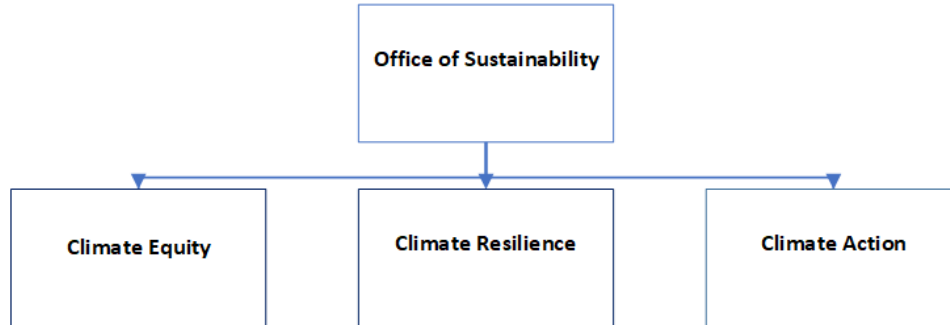 Office of Sustainability
Climate Equity
Climate Resilience
Climate Action